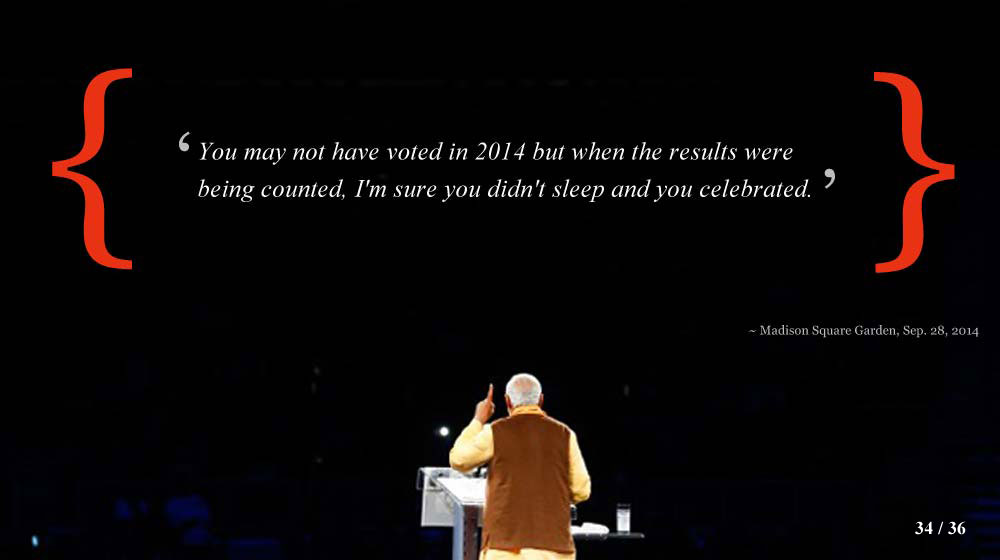 ‘ You may not have voted in 2014 but when the results were
being counted, I'm sure you didn't sleep and you celebrated. ’
~ Madison Square Garden, Sep. 28, 2014
34 / 36